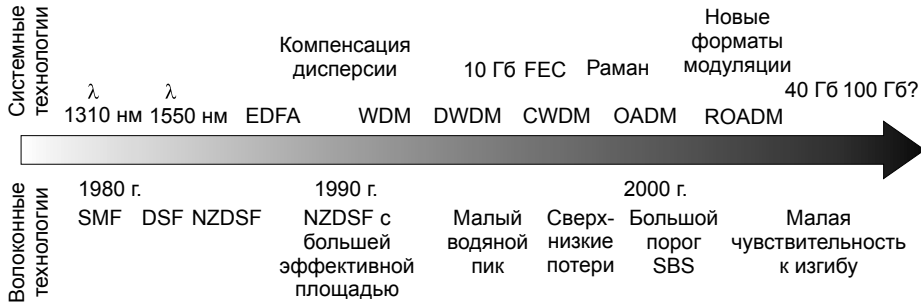 Системные
технологии
λ
1310 нм
λ
1550 нм
EDFA
Компенсация
дисперсии
WDM
DWDM
10 Гб FEC
CWDM
Раман
OADM
Новые
форматы
модуляции
ROADM
40 Гб 100 Гб?
Волоконные
технологии
1980 г.
1990 г.
2000 г.
SMF
DSF
NZDSF
NZDSF с
большей
эффективной
площадью
Малый
водяной
пик
Сверх-
низкие
потери
Большой
порог
SBS
Малая
чувствительность
к изгибу